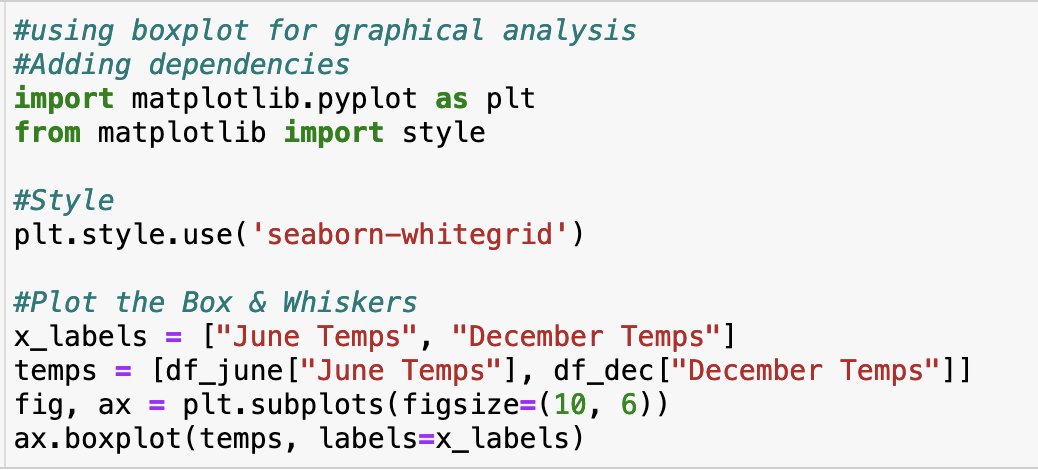 #using boxplot for graphical analysis
#Adding dependencies
import matplotlib.pyplot as plt
from matplotlib import style
#Style
plt.style.use('seaborn-whitegrid')
#Plot the Box & Whiskers
x_labels = ["June Temps", "December Temps"]
temps = [df_june["June Temps"], df_dec["December Temps"]]
fig, ax = plt.subplots(figsize=(10, 6))
ax.boxplot(temps, labels=x_labels)